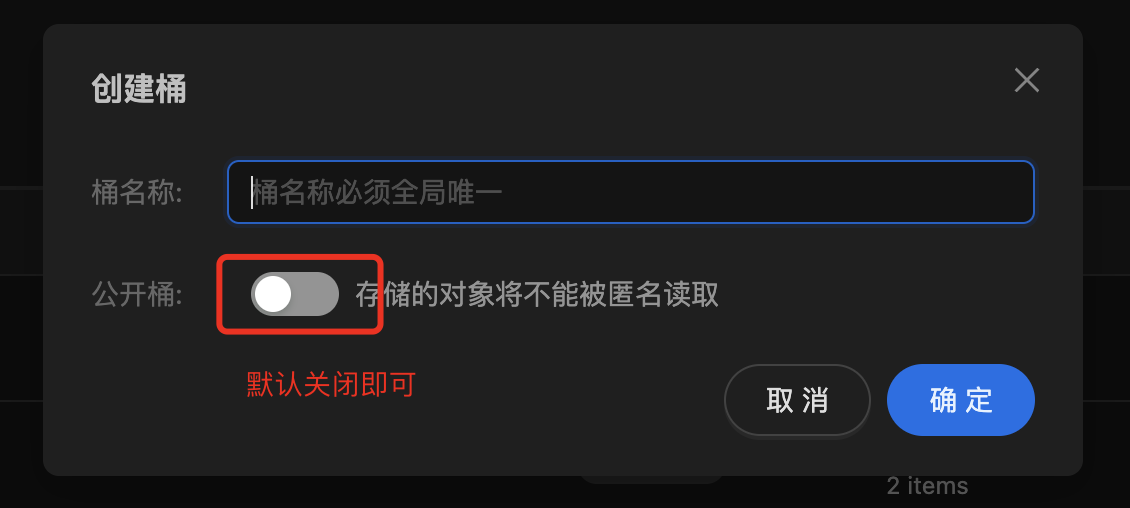 创建桶
桶名称: 桶名称必须全局唯一
公开桶: 存储的对象将不能被匿名读取
默认关闭即可
取 消 确 定
2 items